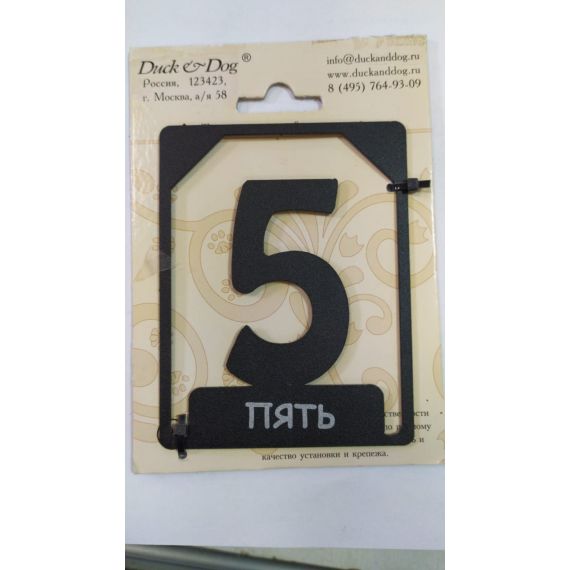 Duck & Dog®
Россия, 123423,
г. Москва, а/я 58
info@duckanddog.ru
www.duckanddog.ru
8 (495) 764-93-09
5
ПЯТЬ
и
качество установки и крепежа.